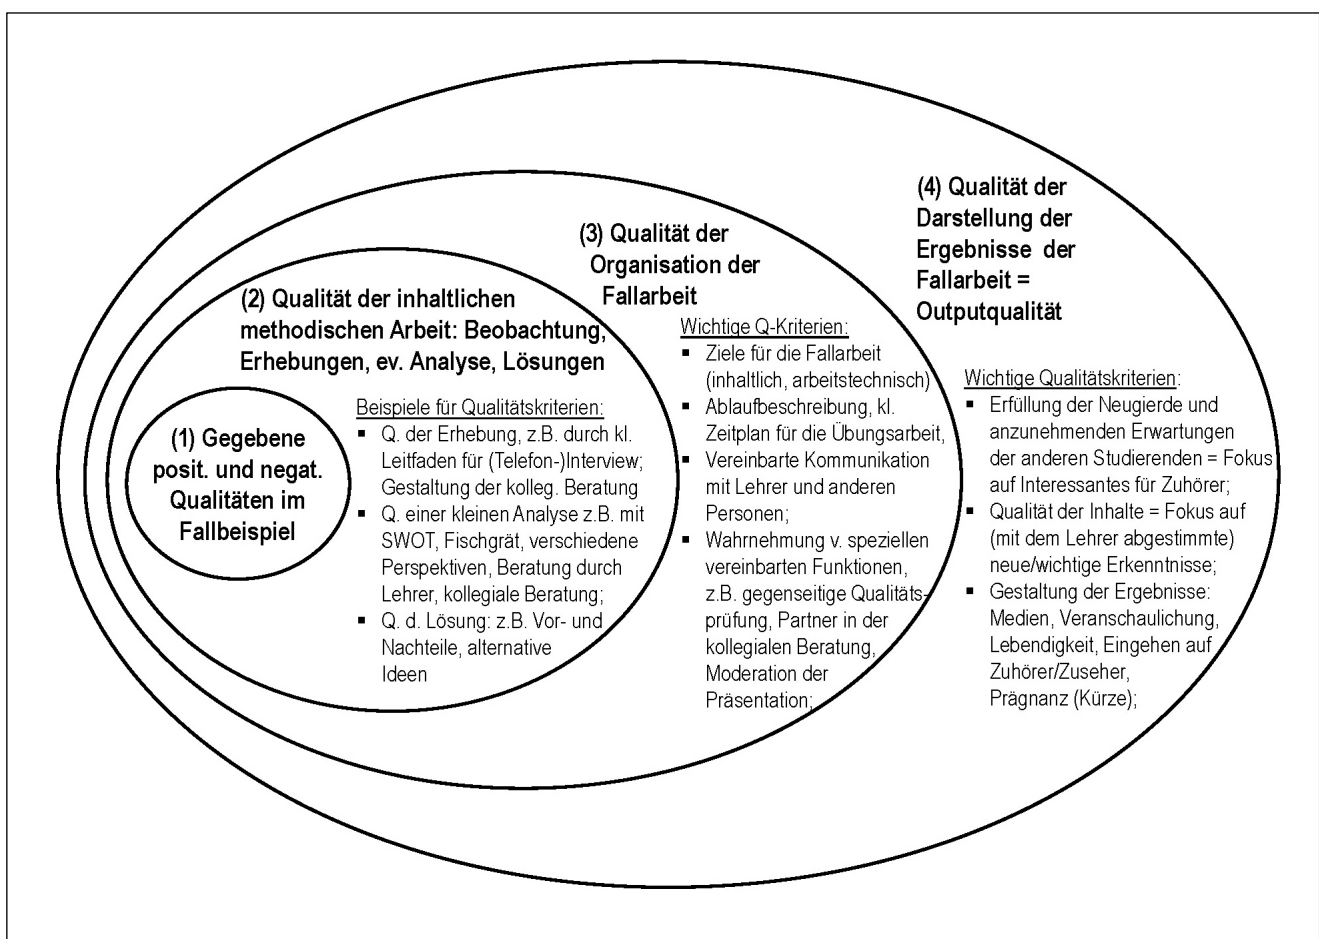 (1) Gegebene
posit. und negat.
Qualitäten im
Fallbeispiel
(2) Qualität der inhaltlichen
methodischen Arbeit: Beobachtung,
Erhebungen, ev. Analyse, Lösungen
Beispiele für Qualitätskriterien:
▪ Q. der Erhebung, z.B. durch kl.
Leitfaden für (Telefon-)Interview;
Gestaltung der kolleg. Beratung
▪ Q. einer kleinen Analyse z.B. mit
SWOT, Fischgrät, verschiedene
Perspektiven, Beratung durch
Lehrer, kollegiale Beratung;
▪ Q. d. Lösung: z.B. Vor- und
Nachteile, alternative
Ideen
(3) Qualität der
Organisation der
Fallarbeit
Wichtige Q-Kriterien:
▪ Ziele für die Fallarbeit
(inhaltlich, arbeitstechnisch)
▪ Ablaufbeschreibung, kl.
Zeitplan für die Übungsarbeit,
▪ Vereinbarte Kommunikation
mit Lehrer und anderen
Personen;
▪ Wahrnehmung v. speziellen
vereinbarten Funktionen,
z.B. gegenseitige Qualitäts-
prüfung, Partner in der
kollegialen Beratung,
Moderation der
Präsentation;
(4) Qualität der
Darstellung der
Ergebnisse der
Fallarbeit =
Outputqualität
Wichtige Qualitätskriterien:
▪ Erfüllung der Neugierde und
anzunehmenden Erwartungen
der anderen Studierenden = Fokus
auf Interessantes für Zuhörer;
▪ Qualität der Inhalte = Fokus auf
(mit dem Lehrer abgestimmte)
neue/wichtige Erkenntnisse;
▪ Gestaltung der Ergebnisse:
Medien, Veranschaulichung,
Lebendigkeit, Eingehen auf
Zuhörer/Zuseher,
Prägnanz (Kürze);